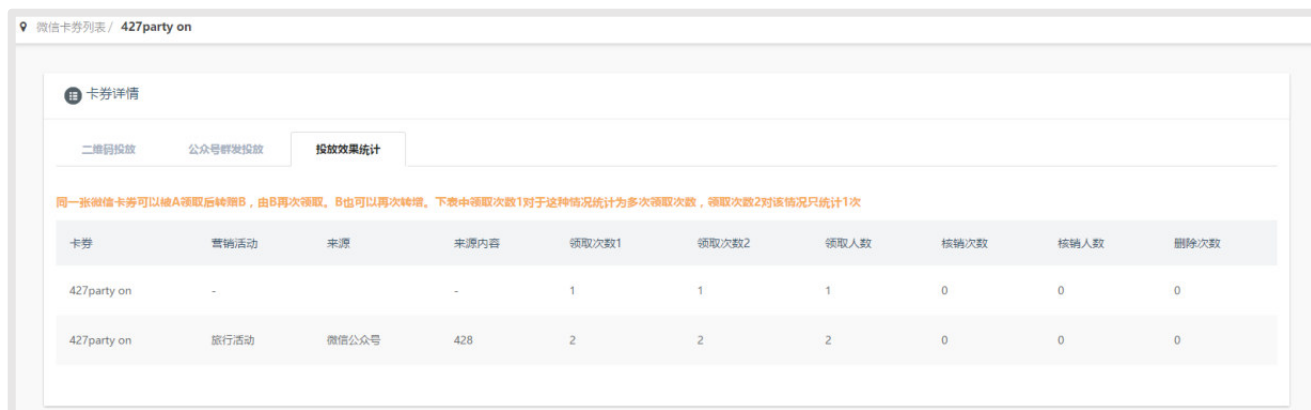 微信卡券列表 / 427party on
卡券详情
二维码投放 公众号群发投放 投放效果统计
同一张微信卡券可以被A领取后转赠B，由B再次领取。B也可以再次转增。下表中领取次数1对于这种情况统计为多次领取次数，领取次数2对该情况只统计1次
卡券 营销活动 来源 来源内容 领取次数1 领取次数2 领取人数 核销次数 核销人数 删除次数
427party on - - 1 1 1 0 0 0
427party on 旅行活动 微信公众号 428 2 2 2 0 0 0